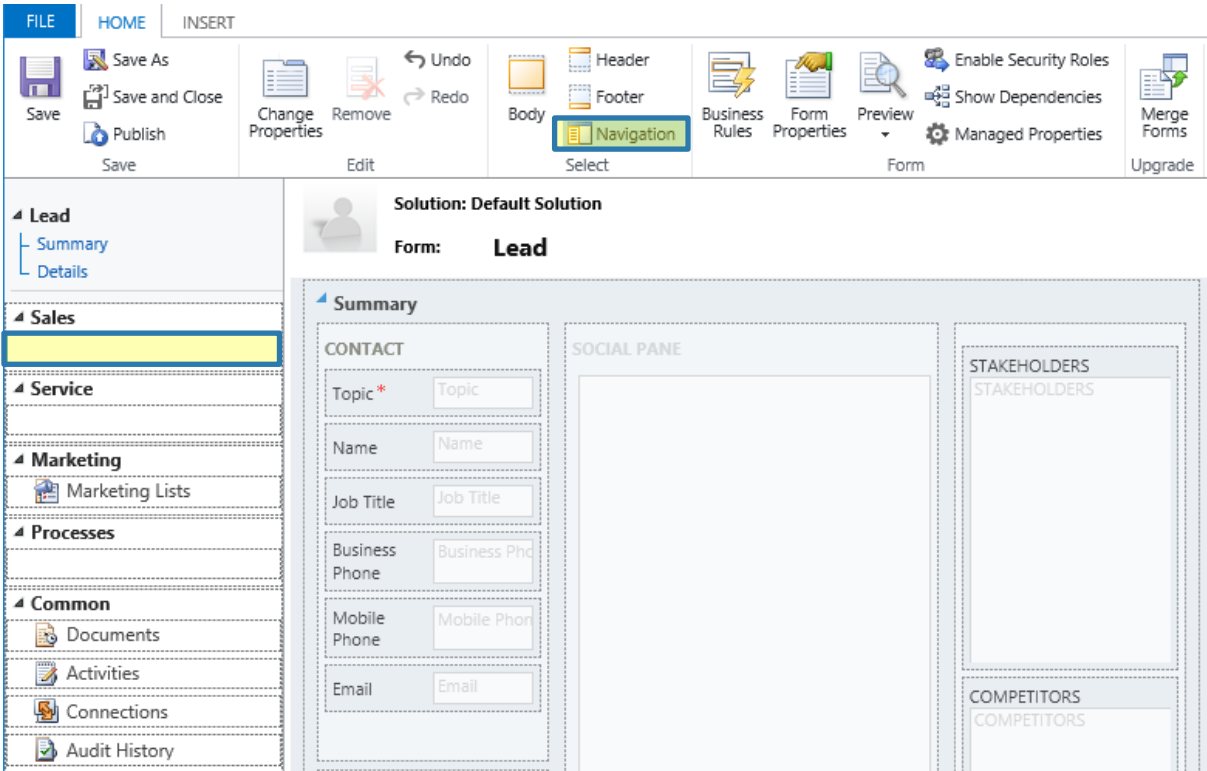 FILE HOME INSERT
Save
Save As
Save and Close
Publish
Save
Change Properties
Remove
Undo
Redo
Edit
Body
Header
Footer
Navigation
Select
Business Rules
Form Properties
Preview
Enable Security Roles
Show Dependencies
Managed Properties
Form
Merge Forms
Upgrade
Lead
Summary
Details
Sales
Service
Marketing
Marketing Lists
Processes
Common
Documents
Activities
Connections
Audit History
Solution: Default Solution
Form: Lead
Summary
CONTACT
Topic* Topic
Name Name
Job Title Job Title
Business Phone Business Pho
Mobile Phone Mobile Phon
Email Email
SOCIAL PANE
STAKEHOLDERS
STAKEHOLDERS
COMPETITORS
COMPETITORS